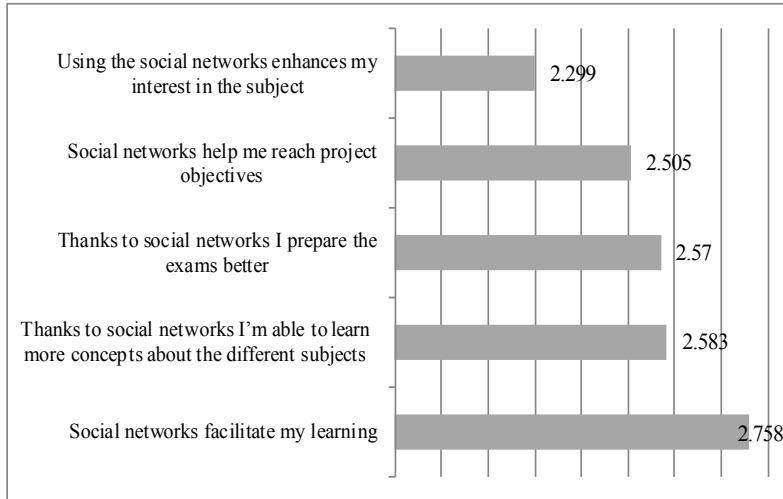 Using the social networks enhances my
interest in the subject
2.299
Social networks help me reach project
objectives
2.505
Thanks to social networks I prepare the
exams better
2.57
Thanks to social networks I'm able to learn
more concepts about the different subjects
2.583
Social networks facilitate my learning
2.758